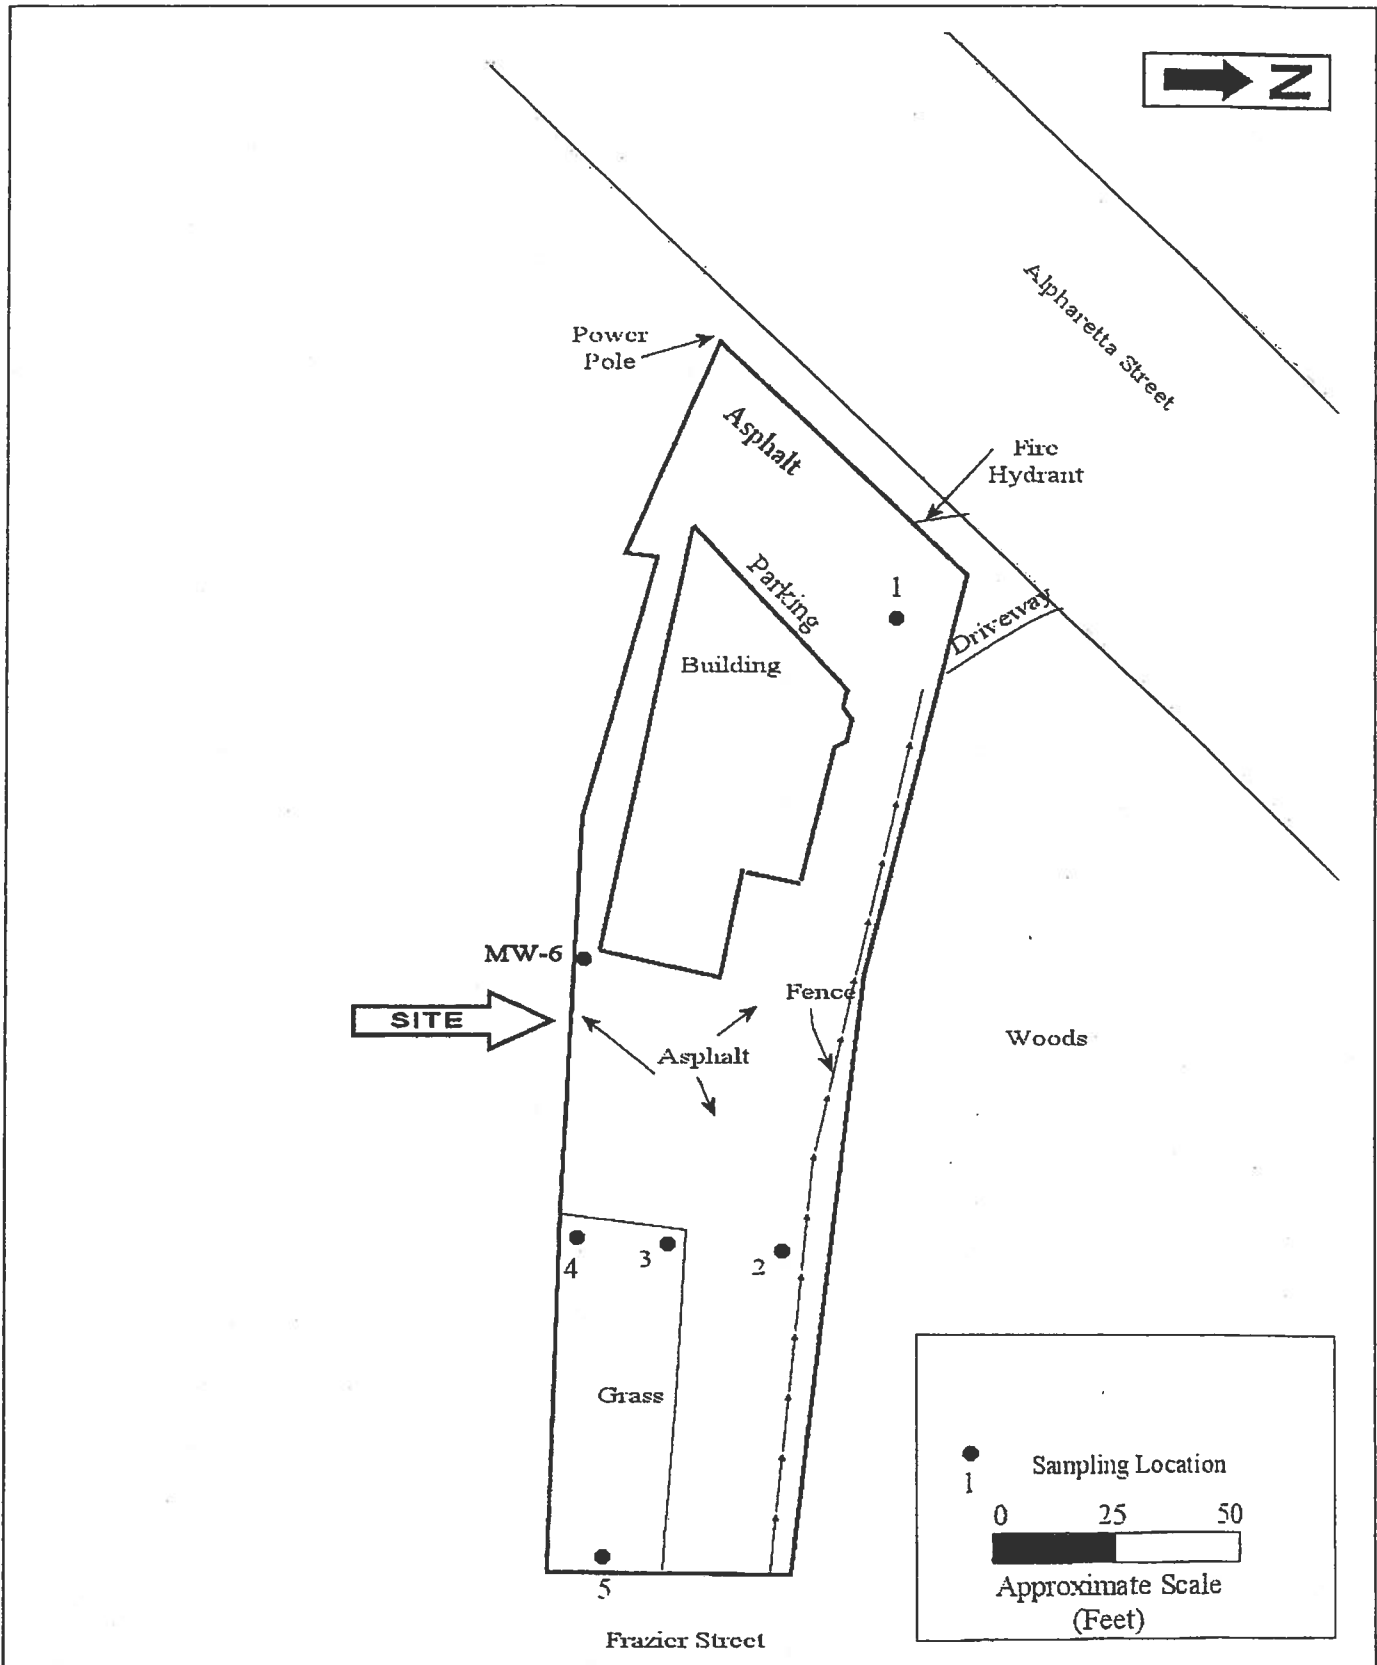 N
Alpharetta Street
Power
Pole
Asphalt
Fire
Hydrant
Parking
1
Driveway
Building
MW-6
SITE
Fence
Asphalt
Woods
4
3
2
Grass
5
Frazier Street
1
Sampling Location
0 25 50
Approximate Scale
(Feet)